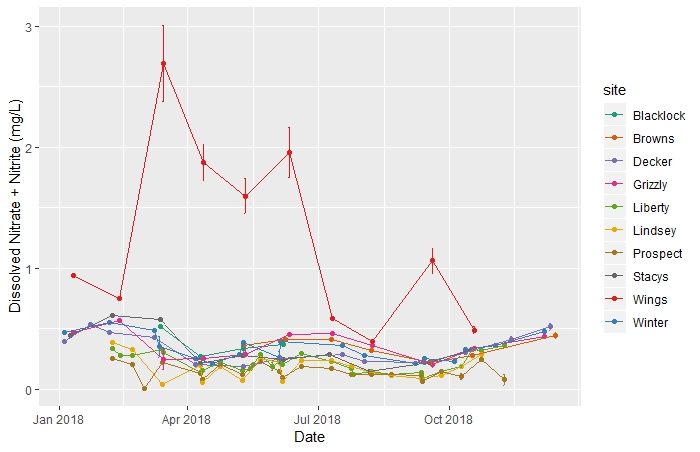 Dissolved Nitrate + Nitrite (mg/L)
3
2
1
0
Jan 2018
Apr 2018
Jul 2018
Oct 2018
Date
site
Blacklock
Browns
Decker
Grizzly
Liberty
Lindsey
Prospect
Stacys
Wings
Winter